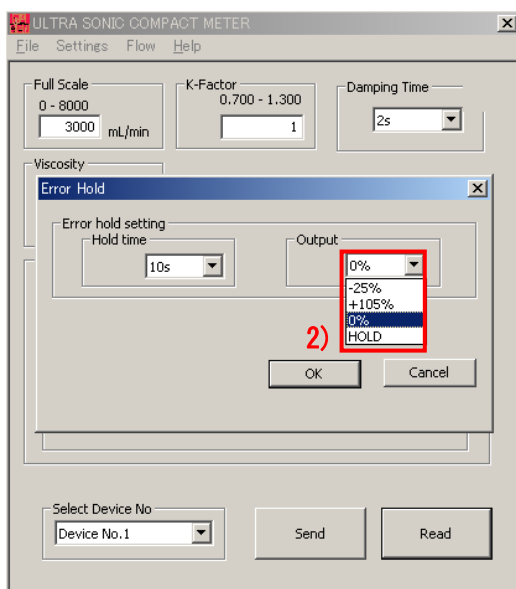 ULTRA SONIC COMPACT METER
File Settings Flow Help
Full Scale
0 - 8000
3000 mL/min
K-Factor
0.700 - 1.300
1
Damping Time
2s
Viscosity
Error Hold
Error hold setting
Hold time
10s
Output
0%
-25%
+105%
0%
HOLD
2)
OK
Cancel
Select Device No
Device No.1
Send
Read